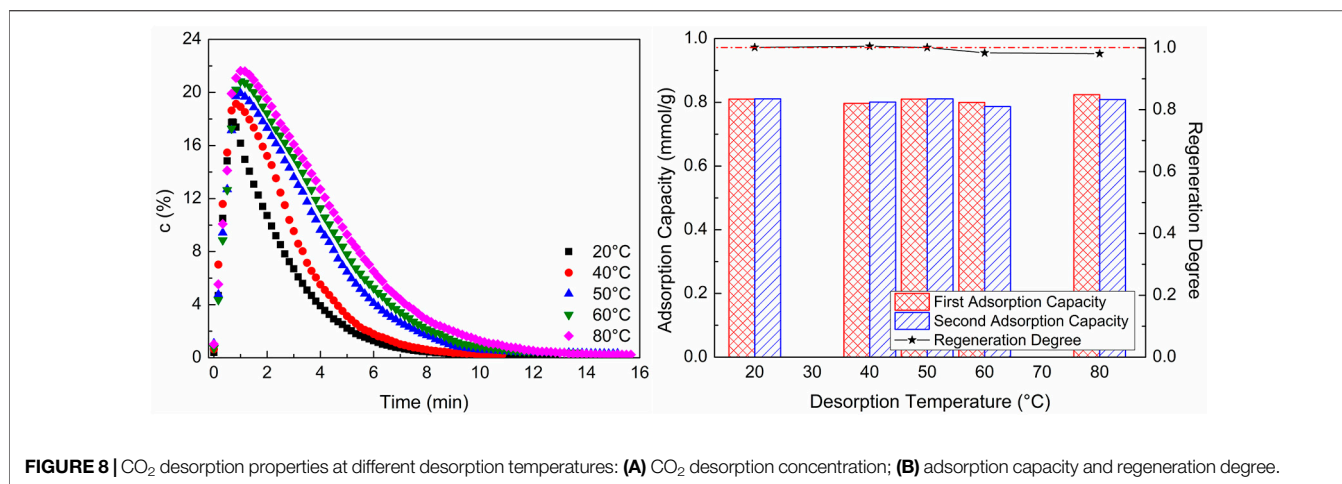 24
20
16
12
8
4
0
c (%)
20°C
40°C
50°C
60°C
80°C
0 2 4 6 8 10 12 14 16
Time (min)
1.0
0.8
0.6
0.4
0.2
0.0
Adsorption Capacity (mmol/g)
First Adsorption Capacity
Second Adsorption Capacity
Regeneration Degree
1.0
0.8
0.6
0.4
0.2
0.0
Regeneration Degree
20 30 40 50 60 80
Desorption Temperature (°C)
FIGURE 8 | CO₂ desorption properties at different desorption temperatures: (A) CO₂ desorption concentration; (B) adsorption capacity and regeneration degree.